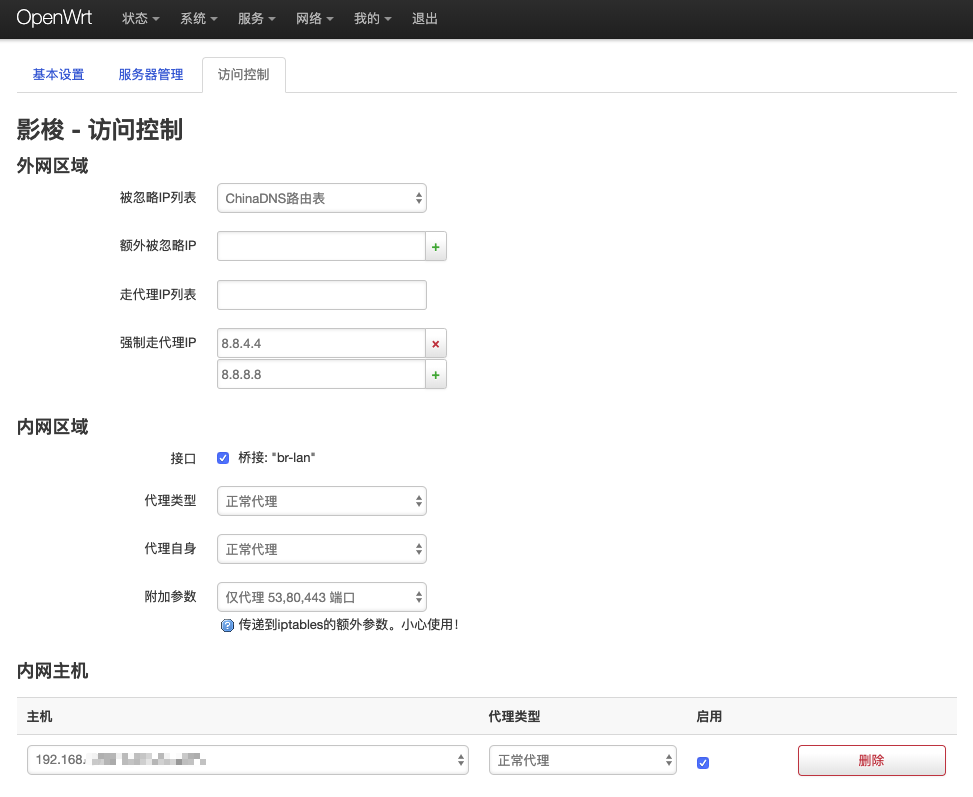 OpenWrt 状态 系统 服务 网络 我的 退出
基本设置 服务器管理 访问控制
影梭 - 访问控制
外网区域
被忽略IP列表 ChinaDNS路由表
额外被忽略IP
走代理IP列表
强制走代理IP 8.8.4.4
8.8.8.8
内网区域
接口 桥接: "br-lan"
代理类型 正常代理
代理自身 正常代理
附加参数 仅代理 53,80,443 端口
传递到iptables的额外参数。小心使用！
内网主机
主机 代理类型 启用
192.168. 正常代理 删除